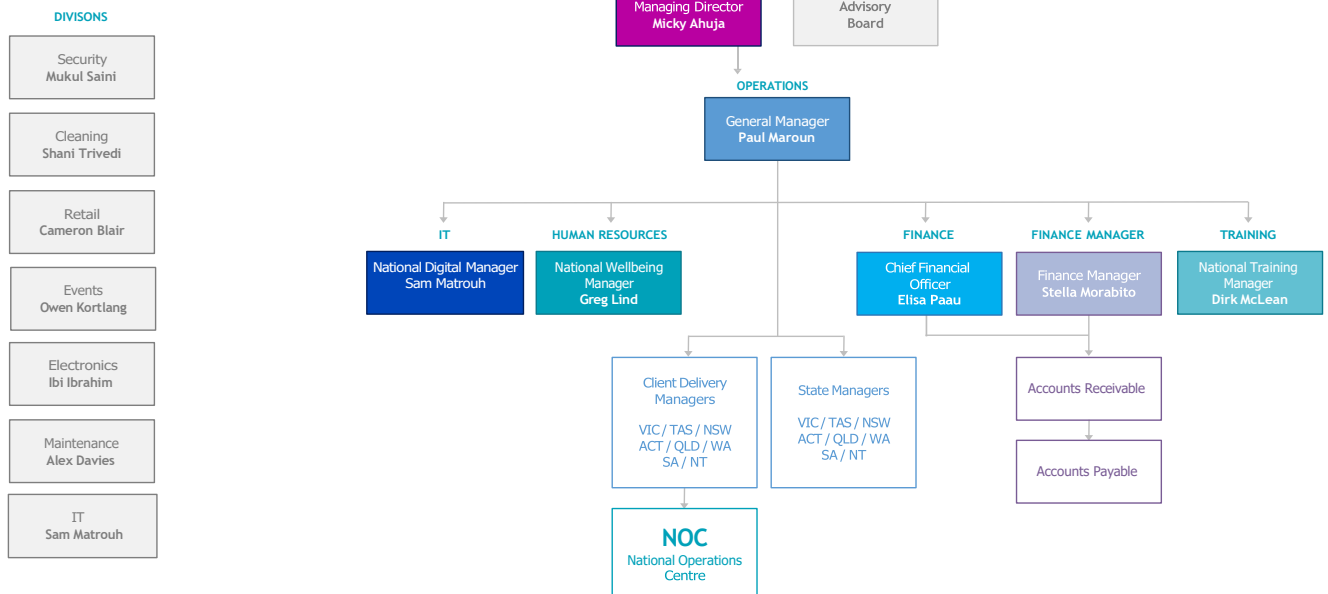 DIVISONS
Security
Mukul Saini
Cleaning
Shani Trivedi
Retail
Cameron Blair
Events
Owen Kortlang
Electronics
Ibi Ibrahim
Maintenance
Alex Davies
IT
Sam Matrouh
Managing Director
Micky Ahuja
Advisory
Board
OPERATIONS
General Manager
Paul Maroun
IT
National Digital Manager
Sam Matrouh
HUMAN RESOURCES
National Wellbeing
Manager
Greg Lind
FINANCE
Chief Financial
Officer
Elisa Paau
FINANCE MANAGER
Finance Manager
Stella Morabito
TRAINING
National Training
Manager
Dirk McLean
Client Delivery
Managers
VIC / TAS / NSW
ACT / QLD / WA
SA / NT
State Managers
VIC / TAS / NSW
ACT / QLD / WA
SA / NT
Accounts Receivable
Accounts Payable
NOC
National Operations
Centre